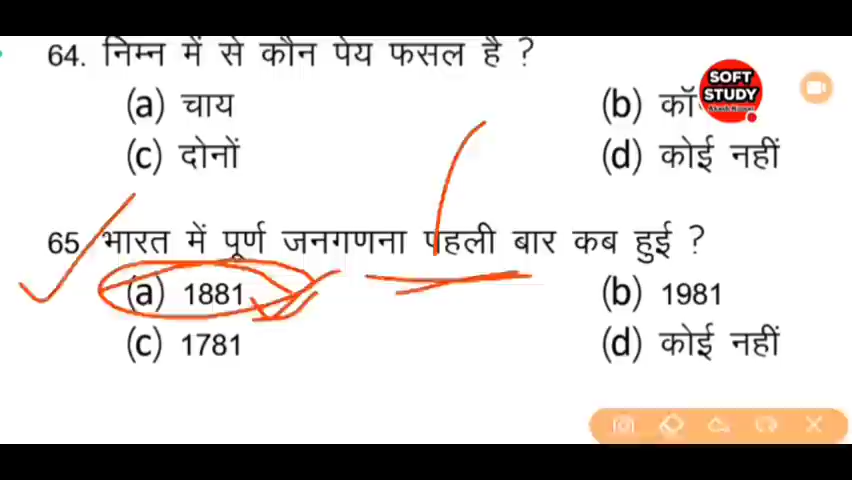 64. निम्न में से कौन पेय फसल है ?
(a) चाय (b)
SOFT
STUDY
(c) दोनों (d) कोई नहीं
65. भारत में पूर्ण जनगणना पहली बार कब हुई ?
(a) 1881 (b) 1981
(c) 1781 (d) कोई नहीं